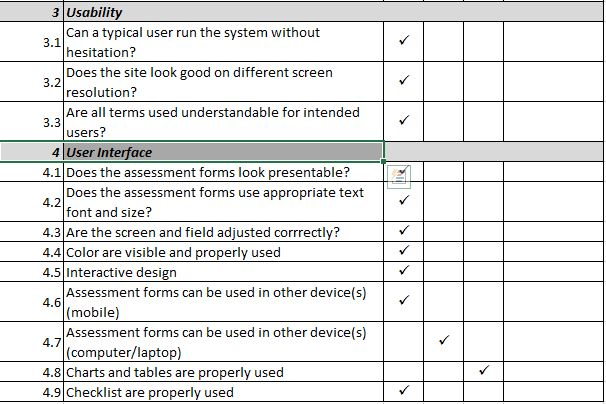 3 Usability
3.1 Can a typical user run the system without
hesitation?
3.2 Does the site look good on different screen
resolution?
3.3 Are all terms used understandable for intended
users?
4 User Interface
4.1 Does the assessment forms look presentable?
4.2 Does the assessment forms use appropriate text
font and size?
4.3 Are the screen and field adjusted corrrectly?
4.4 Color are visible and properly used
4.5 Interactive design
4.6 Assessment forms can be used in other device(s)
(mobile)
4.7 Assessment forms can be used in other device(s)
(computer/laptop)
4.8 Charts and tables are properly used
4.9 Checklist are properly used